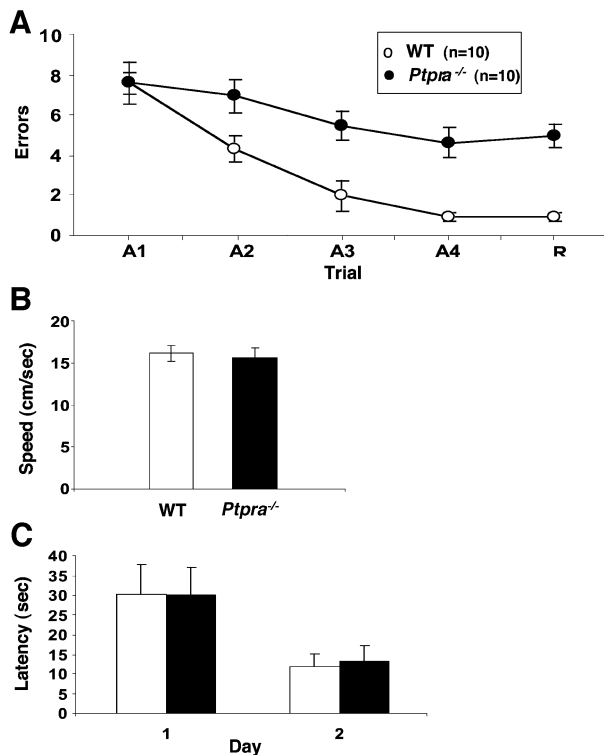 A
10
8
6
4
2
0
Errors
WT (n=10)
Ptpra-/- (n=10)
A1 A2 A3 A4 R
Trial
B
20
15
10
5
0
Speed (cm/sec)
WT Ptpra-/-
C
40
35
30
25
20
15
10
5
0
Latency (sec)
1 2
Day